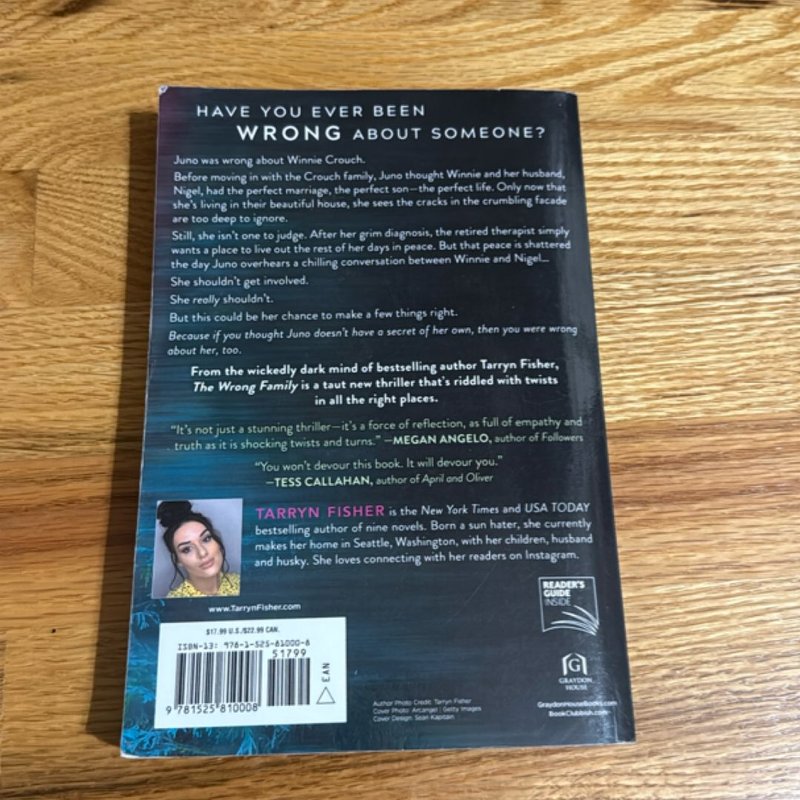 HAVE YOU EVER BEEN
WRONG ABOUT SOMEONE?
Juno was wrong about Winnie Crouch.
Before moving in with the Crouch family, Juno thought Winnie and her husband,
Nigel, had the perfect marriage, the perfect son—the perfect life. Only now that
she's living in their beautiful house, she sees the cracks in the crumbling facade
are too deep to ignore.
Still, she isn't one to judge. After her grim diagnosis, the retired therapist simply
wants a place to live out the rest of her days in peace. But that peace is shattered
the day Juno overhears a chilling conversation between Winnie and Nigel...
She shouldn't get involved.
She really shouldn't.
But this could be her chance to make a few things right.
Because if you thought Juno doesn't have a secret of her own, then you were wrong
about her, too.
From the wickedly dark mind of bestselling author Tarryn Fisher,
The Wrong Family is a taut new thriller that's riddled with twists
in all the right places.
"It's not just a stunning thriller—it's a force of reflection, as full of empathy and
truth as it is shocking twists and turns." —MEGAN ANGELO, author of Followers
"You won't devour this book. It will devour you."
—TESS CALLAHAN, author of April and Oliver
TARRYN FISHER is the New York Times and USA TODAY
bestselling author of nine novels. Born a sun hater, she currently
makes her home in Seattle, Washington, with her children, husband
and husky. She loves connecting with her readers on Instagram.
www.TarrynFisher.com
READER'S
GUIDE
INSIDE
$17.99 U.S./$22.99 CAN.
ISBN-13: 978-1-525-81000-8
51799
9 781525 810008
EAN
G
GRAYDON
HOUSE
Author Photo Credit: Tarryn Fisher
Cover Photo: Arcangel; Getty Images
Cover Design: Sean Kapitain
GraydonHouseBooks.com
BookClubbish.com